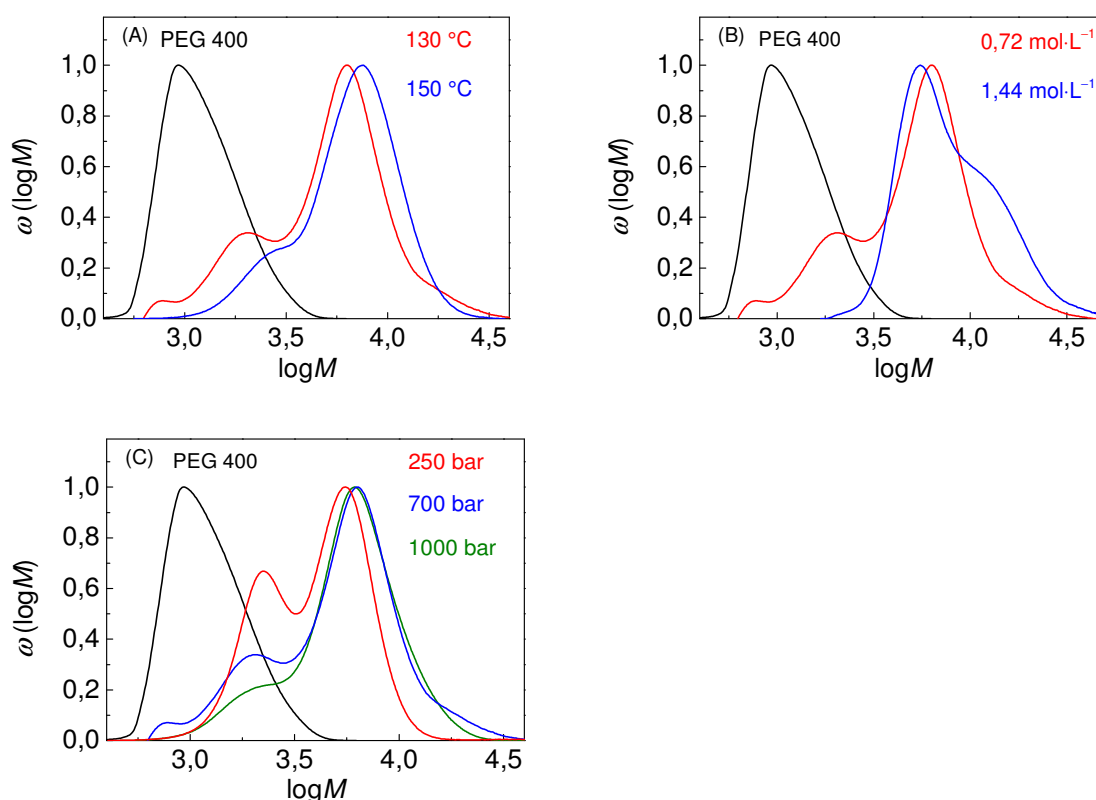 (A) PEG 400
130 °C
150 °C
1,0
0,8
0,6
0,4
0,2
0,0
ω (logM)
3,0 3,5 4,0 4,5
logM
(B) PEG 400
0,72 mol·L⁻¹
1,44 mol·L⁻¹
1,0
0,8
0,6
0,4
0,2
0,0
ω (logM)
3,0 3,5 4,0 4,5
logM
(C) PEG 400
250 bar
700 bar
1000 bar
1,0
0,8
0,6
0,4
0,2
0,0
ω (logM)
3,0 3,5 4,0 4,5
logM